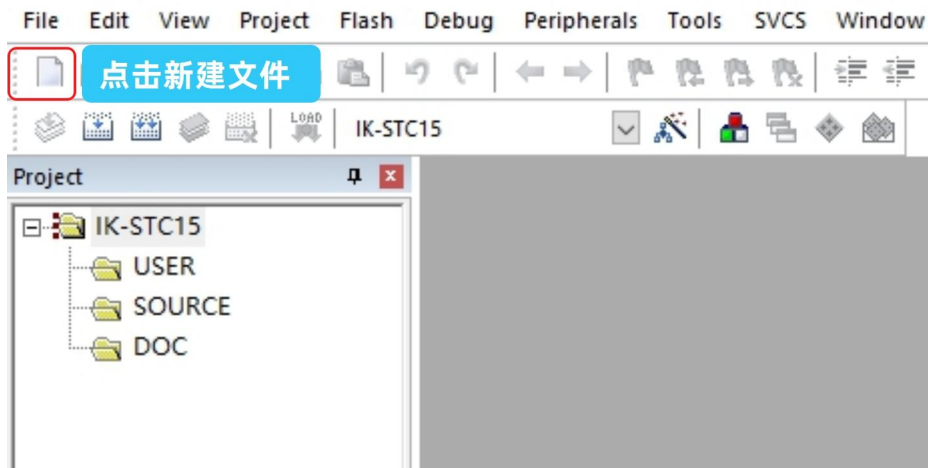 File Edit View Project Flash Debug Peripherals Tools SVCS Window
点击新建文件
LOAD IK-STC15
Project
IK-STC15
USER
SOURCE
DOC